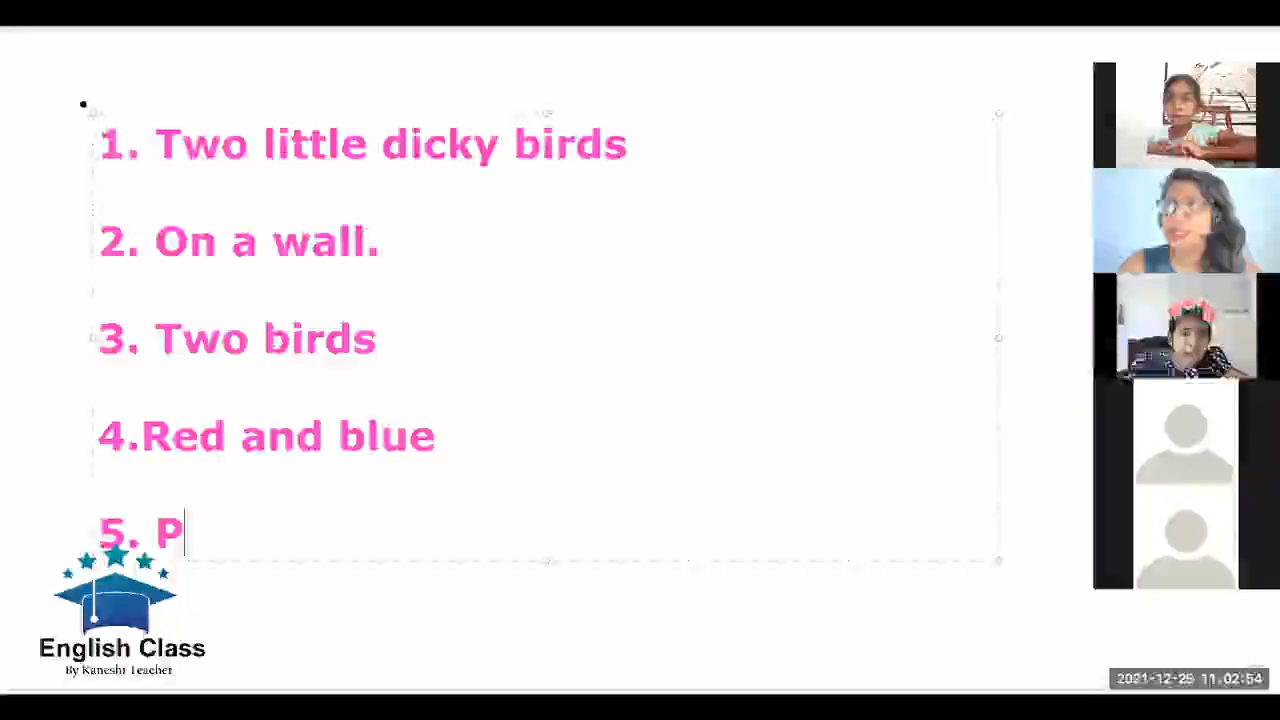 1. Two little dicky birds
2. On a wall.
3. Two birds
4.Red and blue
5. P
English Class
By Kaneshi Teacher
2021-12-29 11:02:54